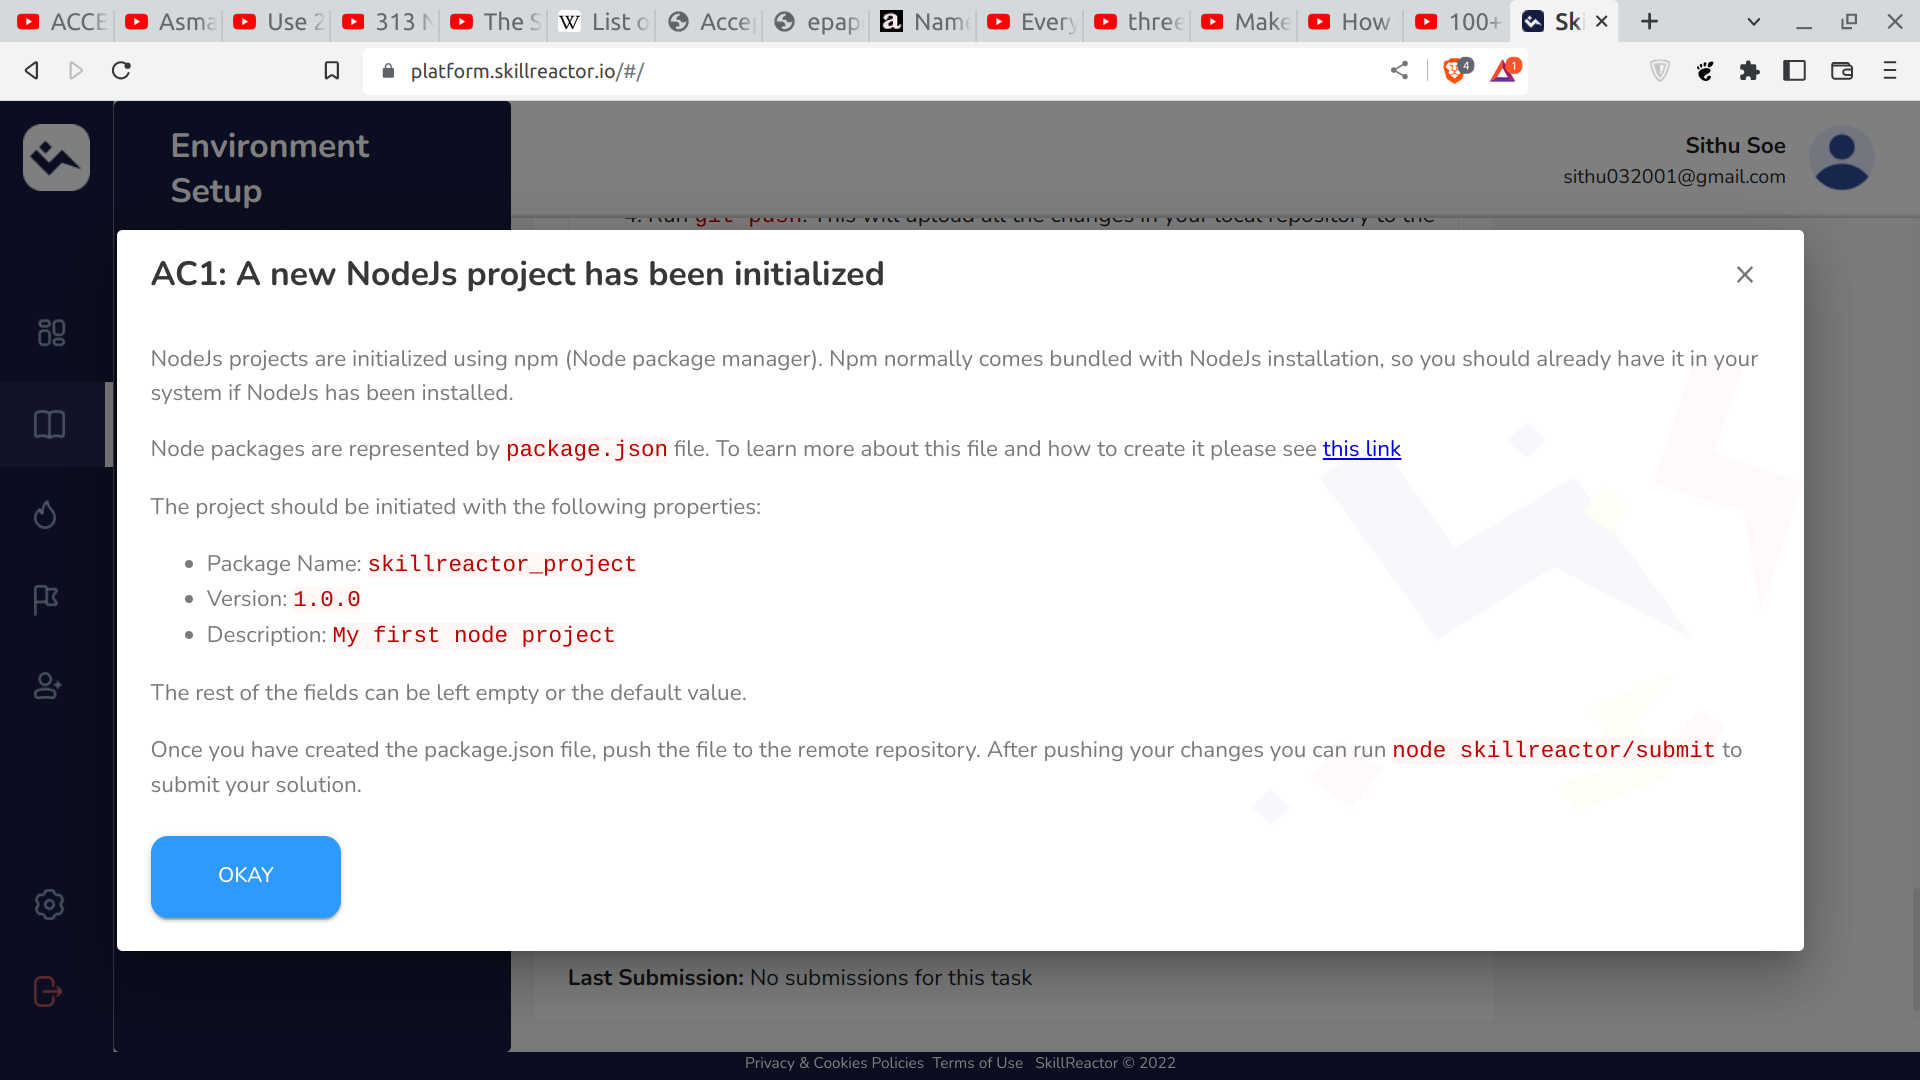 ACCE Asma Use 2 313 N The S List o Acce epap Name Every three Make How 100+ Ski
platform.skillreactor.io/#/
4 1
Environment
Setup
Sithu Soe
sithu032001@gmail.com
4. Run git push. This will upload all the changes in your local repository to the
AC1: A new NodeJs project has been initialized
NodeJs projects are initialized using npm (Node package manager). Npm normally comes bundled with NodeJs installation, so you should already have it in your
system if NodeJs has been installed.
Node packages are represented by package.json file. To learn more about this file and how to create it please see this link
The project should be initiated with the following properties:
Package Name: skillreactor_project
Version: 1.0.0
Description: My first node project
The rest of the fields can be left empty or the default value.
Once you have created the package.json file, push the file to the remote repository. After pushing your changes you can run node skillreactor/submit to
submit your solution.
OKAY
Last Submission: No submissions for this task
Privacy & Cookies Policies Terms of Use SkillReactor © 2022